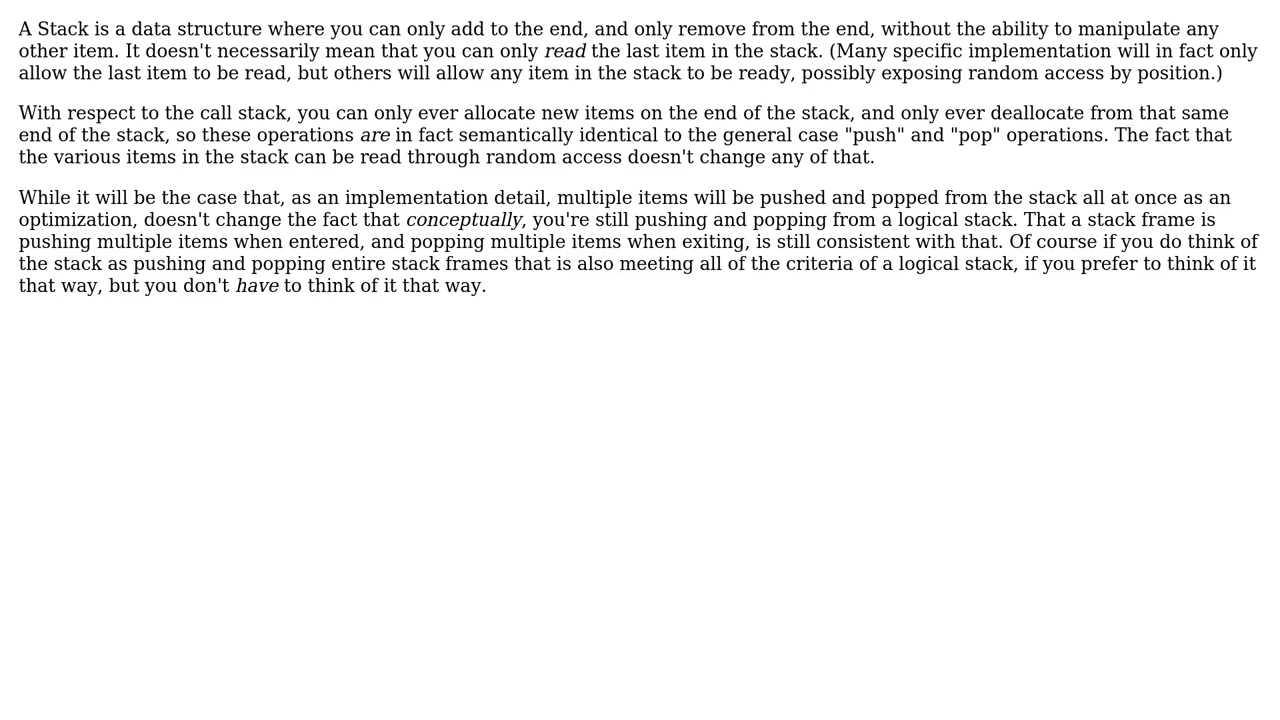 A Stack is a data structure where you can only add to the end, and only remove from the end, without the ability to manipulate any
other item. It doesn't necessarily mean that you can only read the last item in the stack. (Many specific implementation will in fact only
allow the last item to be read, but others will allow any item in the stack to be ready, possibly exposing random access by position.)
With respect to the call stack, you can only ever allocate new items on the end of the stack, and only ever deallocate from that same
end of the stack, so these operations are in fact semantically identical to the general case "push" and "pop" operations. The fact that
the various items in the stack can be read through random access doesn't change any of that.
While it will be the case that, as an implementation detail, multiple items will be pushed and popped from the stack all at once as an
optimization, doesn't change the fact that conceptually, you're still pushing and popping from a logical stack. That a stack frame is
pushing multiple items when entered, and popping multiple items when exiting, is still consistent with that. Of course if you do think of
the stack as pushing and popping entire stack frames that is also meeting all of the criteria of a logical stack, if you prefer to think of it
that way, but you don't have to think of it that way.